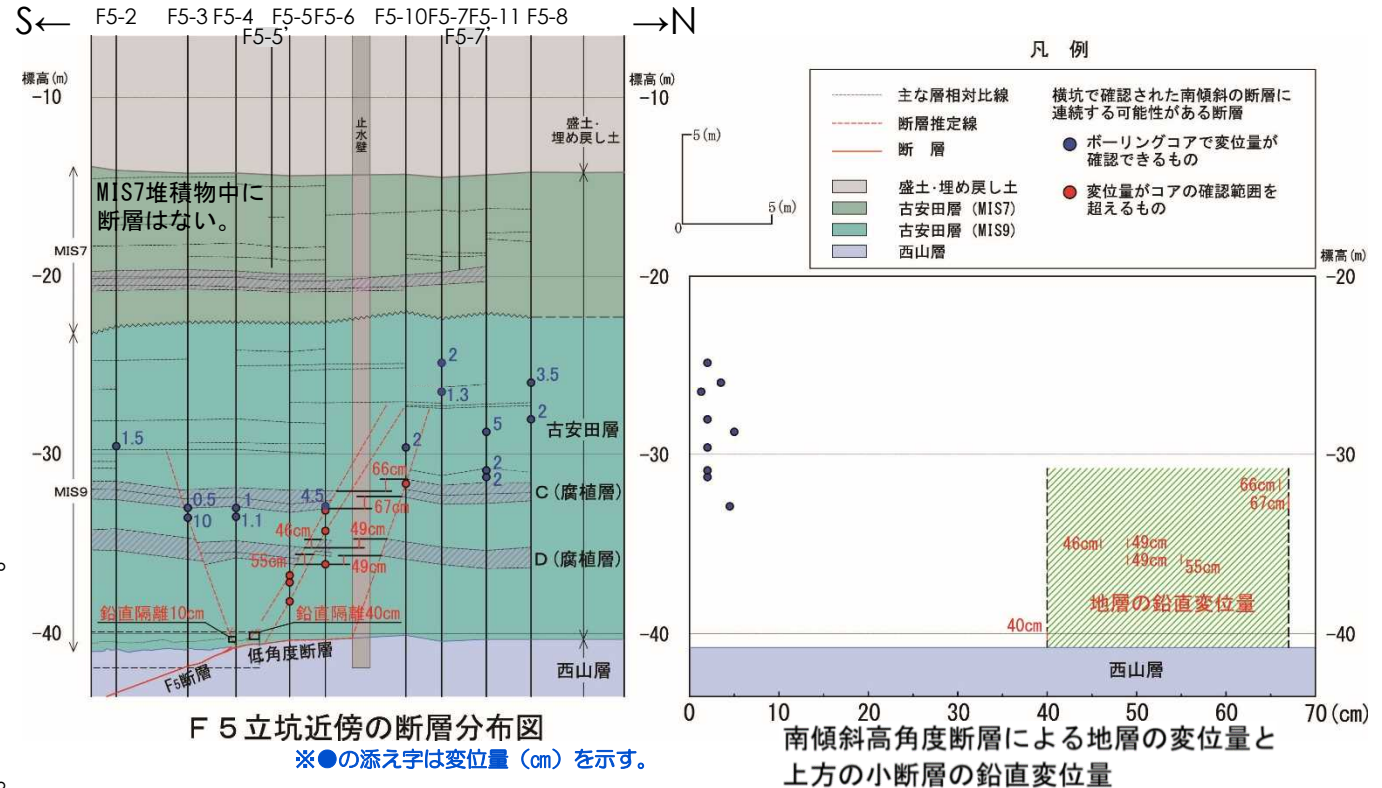 S← F5-2 F5-3 F5-4 F5-5 F5-6 F5-10 F5-7 F5-11 F5-8 →N
F5-5' F5-7'
標高(m)
-10
-20
-30
-40
MIS7
MIS9
標高(m)
-10
-20
-30
-40
止水壁
盛土・
埋め戻し土
MIS7堆積物中に
断層はない。
2
1.3
3.5
2
5
2
2
2
1.5
古安田層
66cm
67cm
C(腐植層)
0.5
10
1
1.1
4.5
46cm
49cm
55cm
49cm
D(腐植層)
鉛直隔離10cm
鉛直隔離40cm
低角度断層
F5断層
西山層
F5立坑近傍の断層分布図
※●の添え字は変位量(cm)を示す。
凡 例
5(m)
0
5(m)
主な層相対比線
断層推定線
断 層
盛土・埋め戻し土
古安田層(MIS7)
古安田層(MIS9)
西山層
横坑で確認された南傾斜の断層に
連続する可能性がある断層
ボーリングコアで変位量が
確認できるもの
変位量がコアの確認範囲を
超えるもの
標高(m)
-20
-20
-30
-30
66cm
67cm
46cm
49cm
49cm
55cm
地層の鉛直変位量
40cm
-40
-40
西山層
0 10 20 30 40 50 60 70(cm)
南傾斜高角度断層による地層の変位量と
上方の小断層の鉛直変位量
。
。